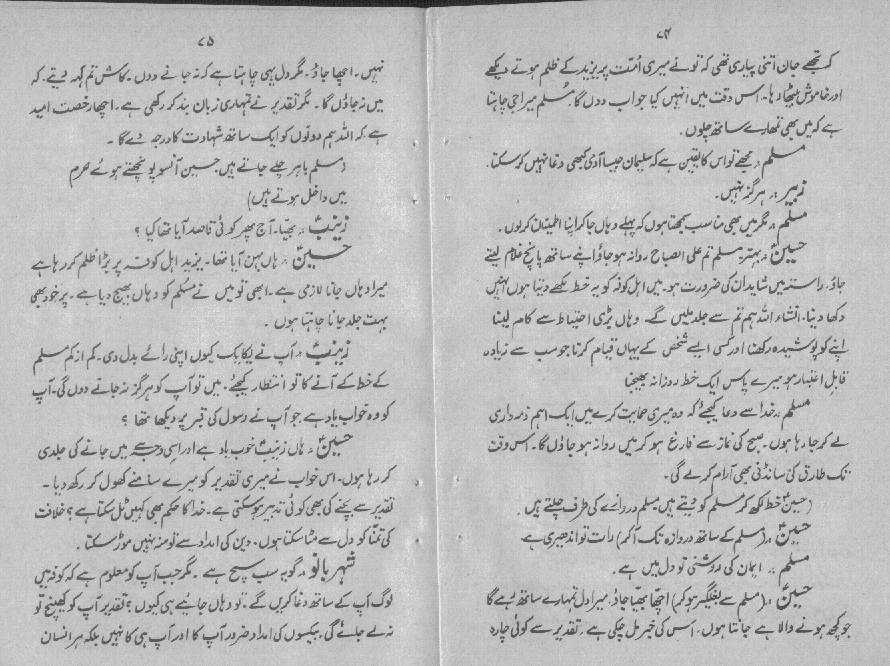 ۷۴
کہ تجھے جان اتنی پیاری تھی کہ تو نے میری اُمت پر یزید کے ظلم ہوتے دیکھے
اور خاموش بیٹھا رہا۔ اس وقت میں انہیں کیا جواب دوں گا۔ مُسلم میرا جی چاہتا
ہے کہ میں بھی تمھارے ساتھ چلوں۔
مسلم :۔ مجھے تو اس کا یقین ہے کہ سلیمان جیسا آدمی کبھی دغا نہیں کر سکتا۔
زبیر :۔ ہرگز نہیں۔
مسلم :۔ مگر میں بھی مناسب سمجھتا ہوں کہ پہلے وہاں جا کر اپنا اطمینان کر لوں۔
حسینؑ :۔ بہتر۔ مسلم تم علی الصباح روانہ ہو جاؤ اپنے ساتھ پانچ غلام لیتے
جاؤ، راستہ میں شاید ان کی ضرورت ہو۔ میں اہل کوفہ کو یہ خط لکھے دیتا ہوں انہیں
دکھا دینا۔ انشاء اللہ ہم تم سے جلد ملیں گے۔ وہاں بڑی احتیاط سے کام لینا
اپنے کو پوشیدہ رکھنا اور کسی ایسے شخص کے یہاں قیام کرنا جو سب سے زیادہ
قابلِ اعتبار ہو میرے پاس ایک خط روزانہ بھیجنا
مسلم :۔ خدا سے دعا کیجئے کہ وہ میری حمایت کرے میں ایک اہم ذمہ داری
لے کر جا رہا ہوں۔ صبح کی نماز سے فارغ ہو کر میں روانہ ہو جاؤں گا۔ اس وقت
تک طارق کی سانڈنی بھی آرام کر لے گی۔
(حسینؑ خط لکھ کر مسلم کو دیتے ہیں مسلم دروازے کی طرف چلتے ہیں۔
حسینؑ :۔ (مسلم کے ساتھ دروازہ تک آ کر) رات تو اندھیری ہے
مسلم :۔ ایمان کی روشنی تو دل میں ہے۔
حسینؑ :۔ (مسلم سے بغلگیر ہو کر) اچھا بھیّا جاؤ۔ میرا دل تمہارے ساتھ رہے گا
جو کچھ ہونے والا ہے جانتا ہوں، اس کی خبر مل چکی ہے۔ تقدیر سے کوئی چارہ
۷۵
نہیں۔ اچھا جاؤ۔ مگر دل یہی چاہتا ہے کہ نہ جانے دوں۔ کاش تم کہہ دیتے۔ کہ
میں نہ جاؤں گا۔ مگر تقدیر نے تمہاری زبان بند کر رکھی ہے۔ اچھا رخصت امید
ہے کہ اللہ ہم دونوں کو ایک ساتھ شہادت کا درجہ دے گا۔
(مسلم باہر چلے جاتے ہیں حسین آنسو پونچھتے ہوئے حرم
میں داخل ہوتے ہیں)
زینبؑ :۔ بھیّا۔ آج پھر کوئی قاصد آیا تھا کیا ؟
حسینؑ :۔ ہاں بہن آیا تھا۔ یزید اہل کوفہ پر بڑا ظلم کر رہا ہے
میرا وہاں جانا لازمی ہے۔ ابھی تو میں نے مُسلم کو وہاں بھیج دیا ہے۔ پر خود بھی
بہت جلد جانا چاہتا ہوں۔
زینبؑ :۔ آپ نے یکایک کیوں اپنی رائے بدل دی۔ کم از کم مسلم
کے خط کے آنے کا تو انتظار کیجئے۔ میں تو آپ کو ہرگز نہ جانے دوں گی۔ آپ
کو وہ خواب یاد ہے جو آپ نے رسول کی قبر پر دیکھا تھا ؟
حسینؑ :۔ ہاں زینبؑ خوب یاد ہے اور اسی وجہ سے میں جانے کی جلدی
کر رہا ہوں۔ اس خواب نے میری تقدیر کو میرے سامنے کھول کر رکھ دیا۔
تقدیر سے بچنے کی بھی کوئی تدبیر ہو سکتی ہے۔ خدا کا حکم بھی کہیں ٹل سکتا ہے ؟ خلافت
کی تمنّا کو دل سے مٹا سکتا ہوں۔ دین کی امداد سے تو منہ نہیں موڑ سکتا۔
شہر بانو :۔ گو یہ سب سچ ہے۔ مگر جب آپ کو معلوم ہے کہ کوفہ میں
لوگ آپ کے ساتھ دغا کریں گے۔ تو وہاں جائیے ہی کیوں ؟ تقدیر آپ کو کھینچ تو
نہ لے جائے گی، بیکسوں کی امداد ضرور آپ کا اور آپ ہی کا نہیں بلکہ ہر انسان